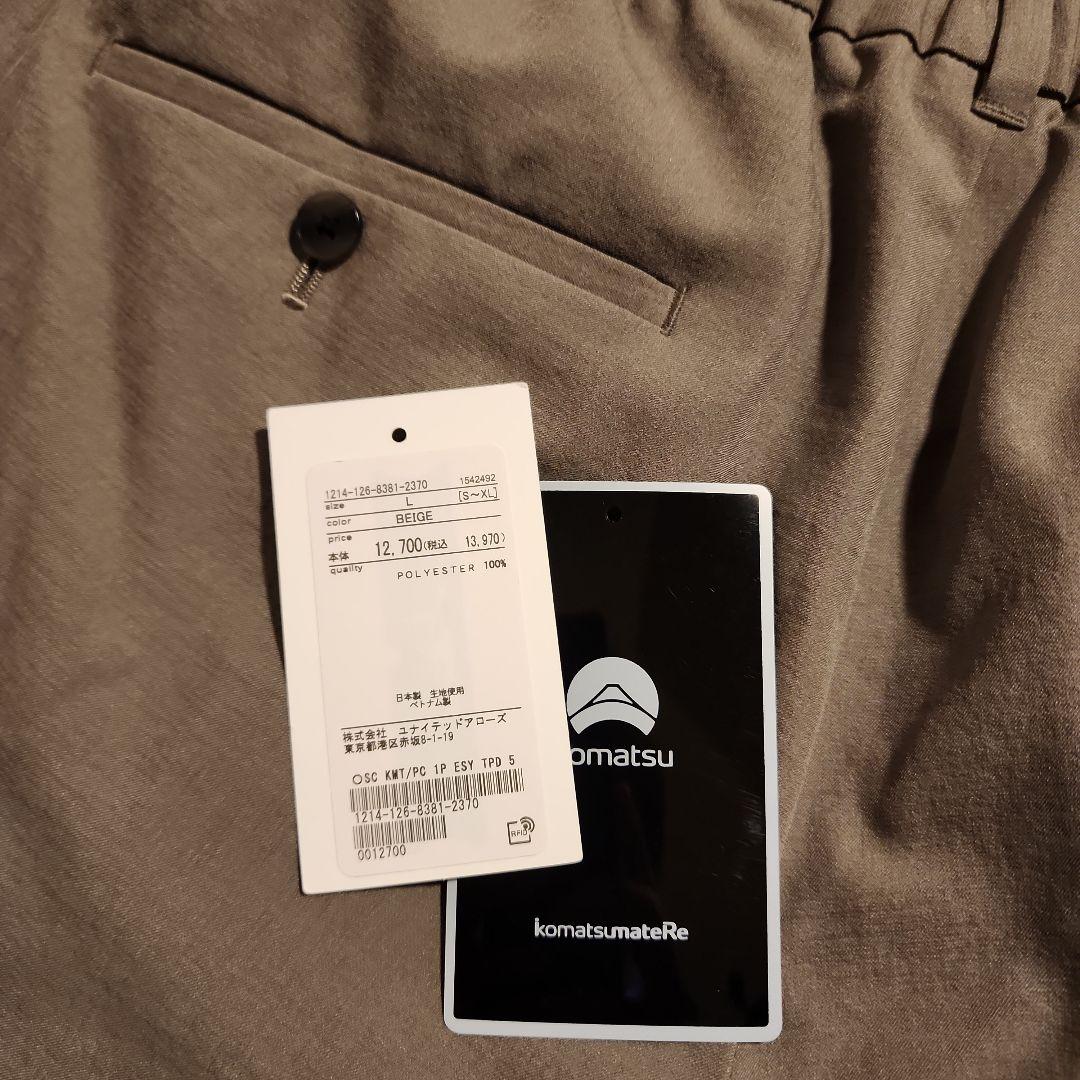 1214-126-8381-2370 1542492
size L [S～XL]
color BEIGE
price
本体 12,700(税込 13,970)
quality POLYESTER 100%
日本製 生地使用
ベトナム製
株式会社 ユナイテッドアローズ
東京都港区赤坂8-1-19
○SC KMT/PC 1P ESY TPD 5
1214-126-8381-2370
0012700
RFID
omatsu
komatsumateRe